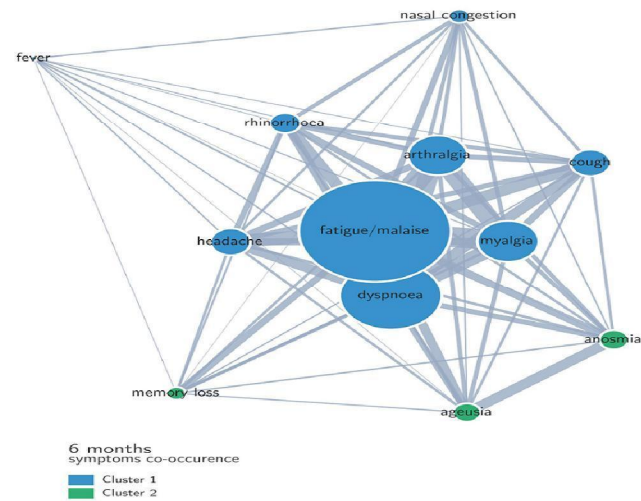 nasal congestion
fever
rhinorrhoca
arthralgia
cough
fatigue/malaise
headache
myalgia
dyspnoea
anosmia
memory loss
ageusia
6 months
symptoms co-occurence
Cluster 1
Cluster 2